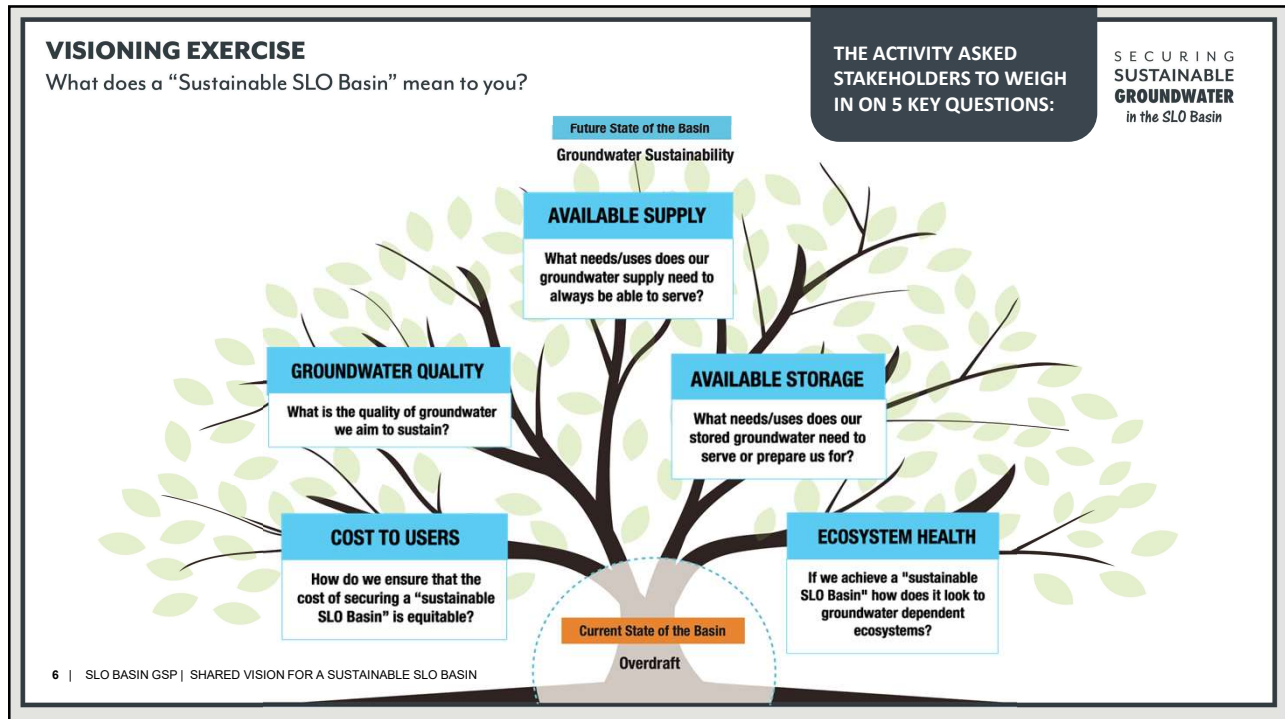 VISIONING EXERCISE
What does a “Sustainable SLO Basin” mean to you?
THE ACTIVITY ASKED
STAKEHOLDERS TO WEIGH
IN ON 5 KEY QUESTIONS:
SECURING
SUSTAINABLE
GROUNDWATER
in the SLO Basin
Future State of the Basin
Groundwater Sustainability
AVAILABLE SUPPLY
What needs/uses does our
groundwater supply need to
always be able to serve?
GROUNDWATER QUALITY
What is the quality of groundwater
we aim to sustain?
AVAILABLE STORAGE
What needs/uses does our
stored groundwater need to
serve or prepare us for?
COST TO USERS
How do we ensure that the
cost of securing a “sustainable
SLO Basin” is equitable?
ECOSYSTEM HEALTH
If we achieve a "sustainable
SLO Basin" how does it look to
groundwater dependent
ecosystems?
Current State of the Basin
Overdraft
6 | SLO BASIN GSP | SHARED VISION FOR A SUSTAINABLE SLO BASIN